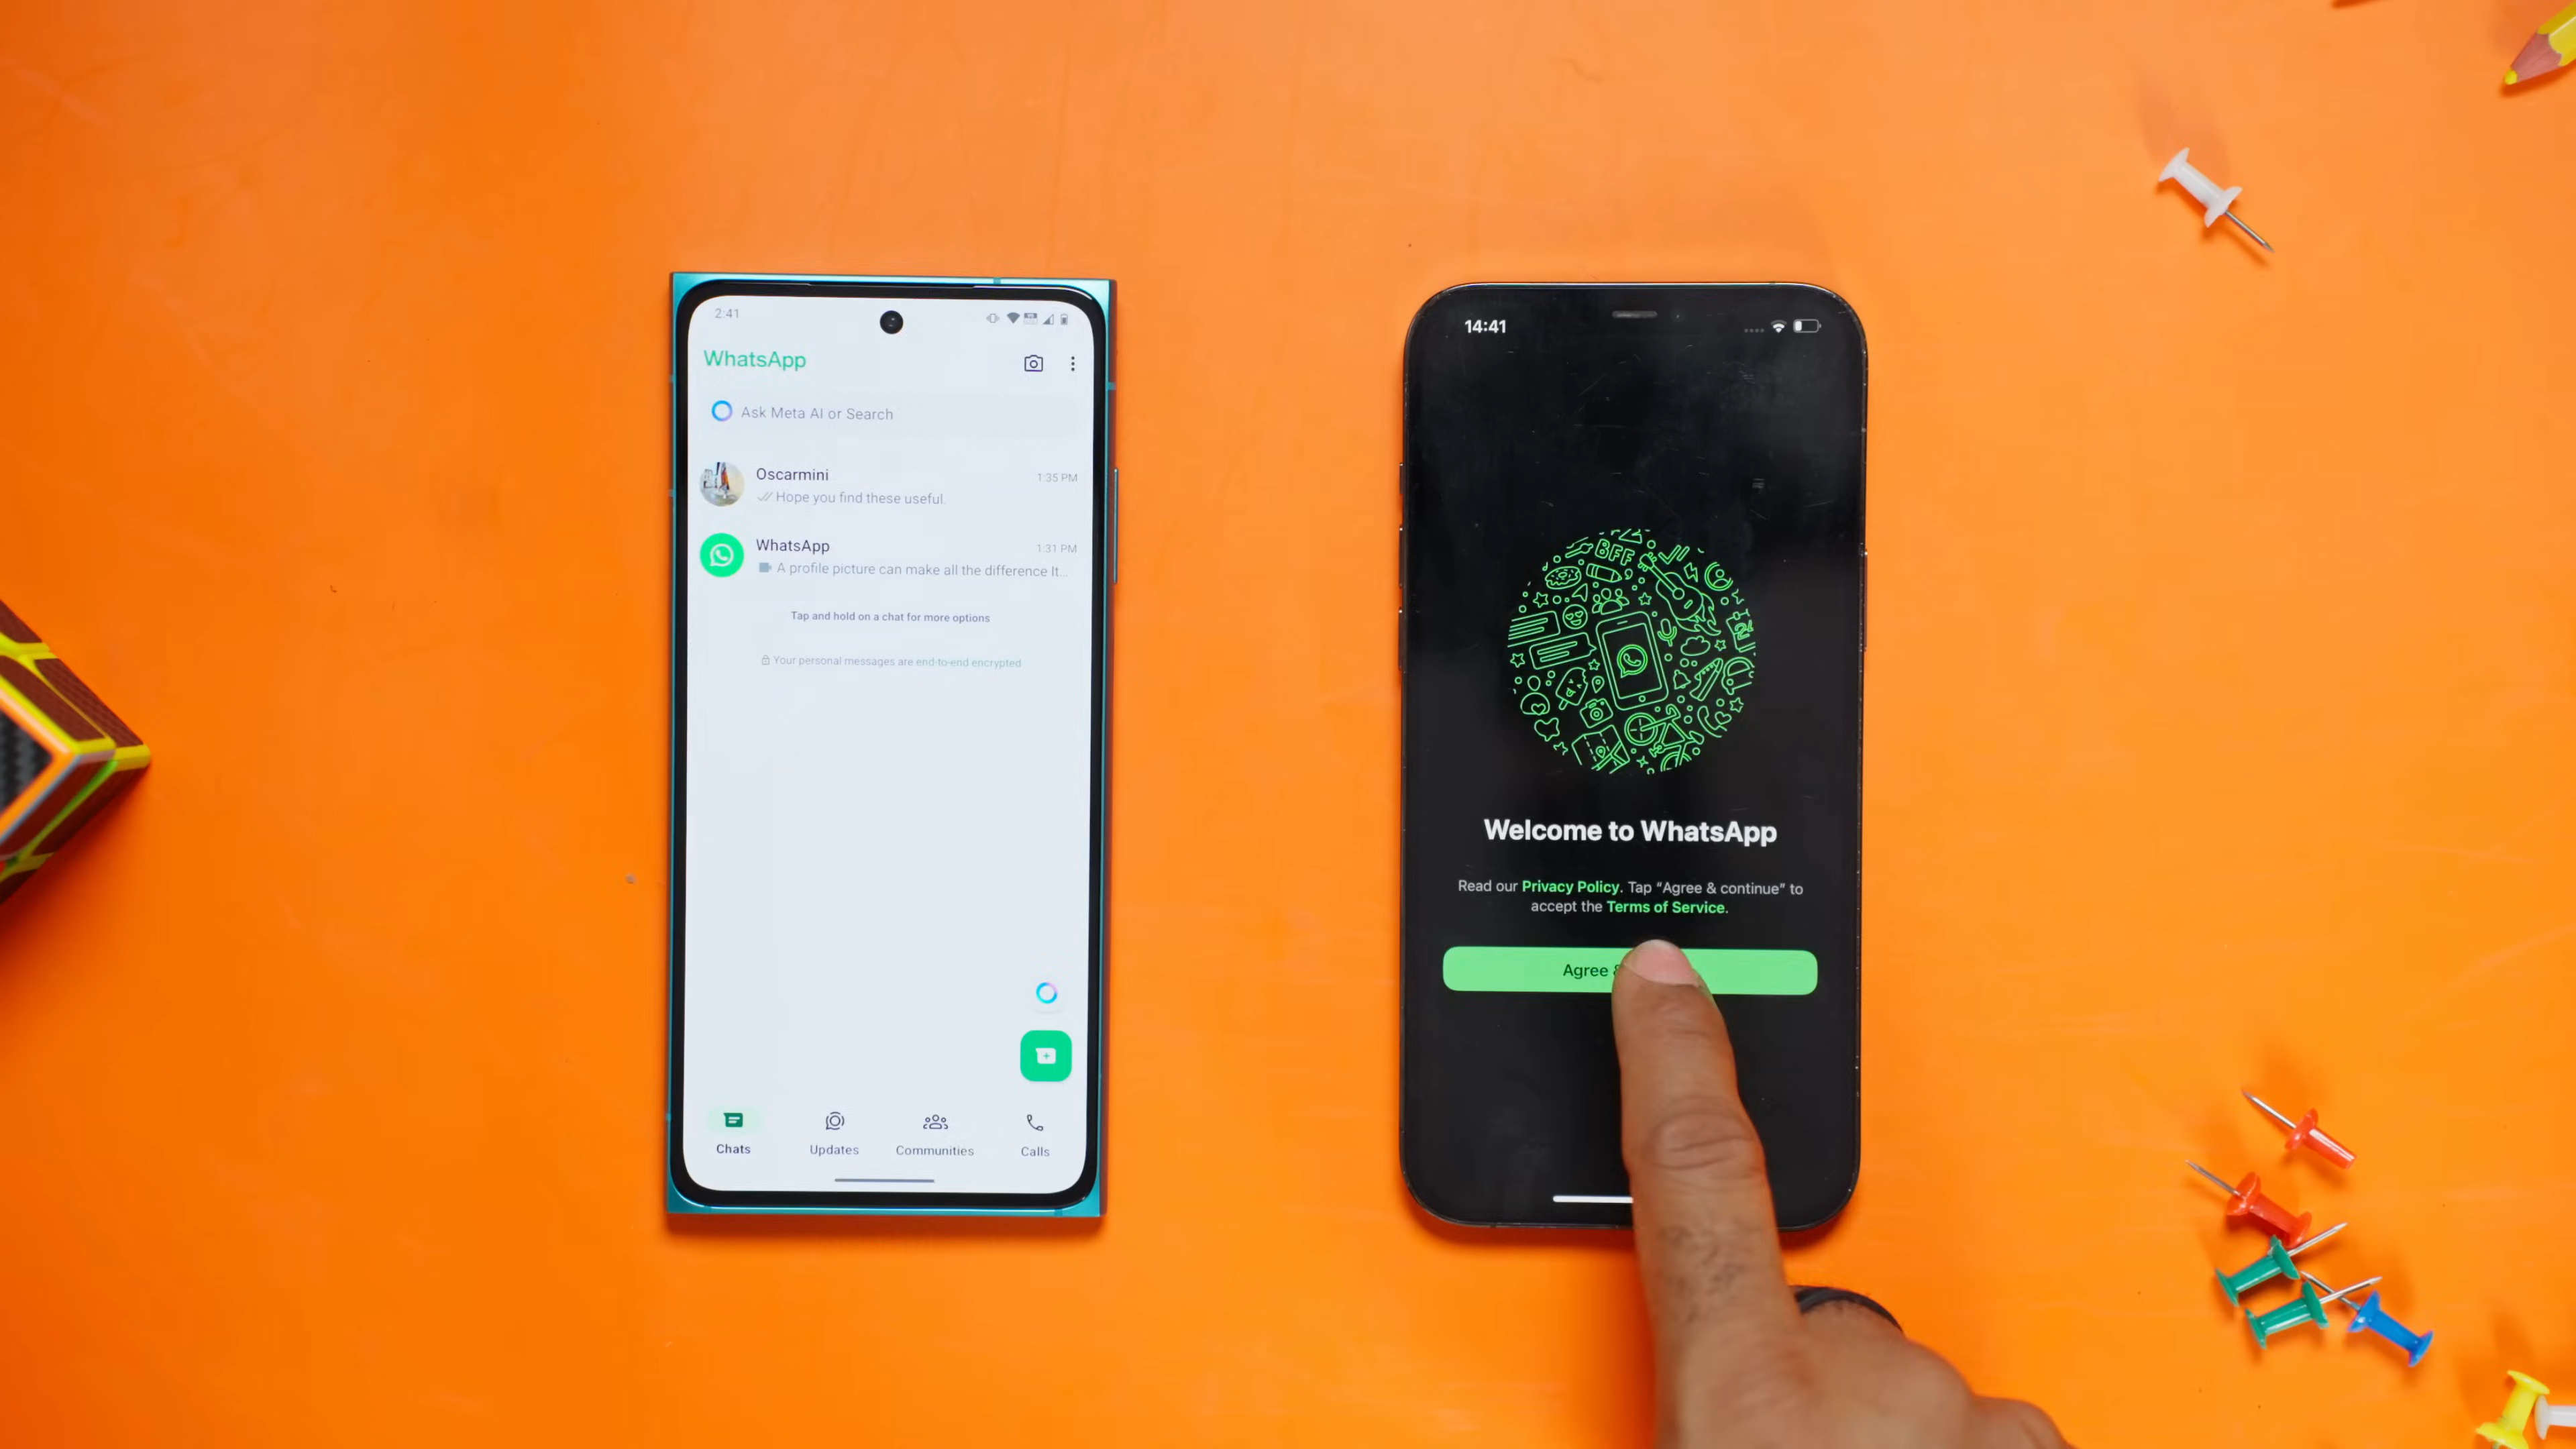 2:41
WhatsApp
Ask Meta AI or Search
Oscarmini
1:35 PM
Hope you find these useful.
WhatsApp
1:31 PM
A profile picture can make all the difference It...
Tap and hold on a chat for more options
Your personal messages are end-to-end encrypted
Chats
Updates
Communities
Calls
14:41
BFF
Welcome to WhatsApp
Read our Privacy Policy. Tap “Agree & continue” to
accept the Terms of Service.
Agree